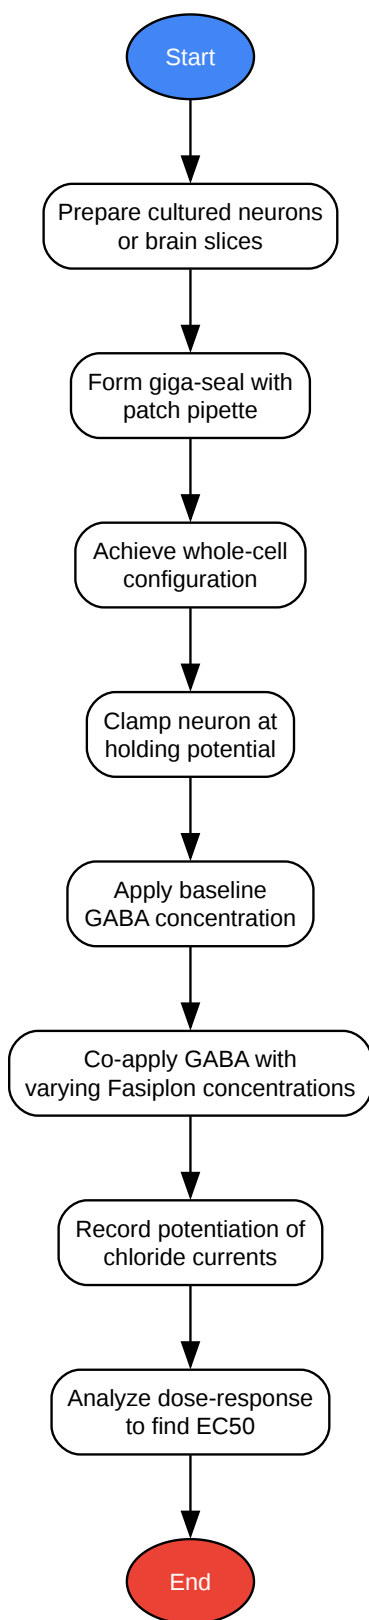 Start
Prepare cultured neurons
or brain slices
Form giga-seal with
patch pipette
Achieve whole-cell
configuration
Clamp neuron at
holding potential
Apply baseline
GABA concentration
Co-apply GABA with
varying Fasiplon concentrations
Record potentiation of
chloride currents
Analyze dose-response
to find EC50
End